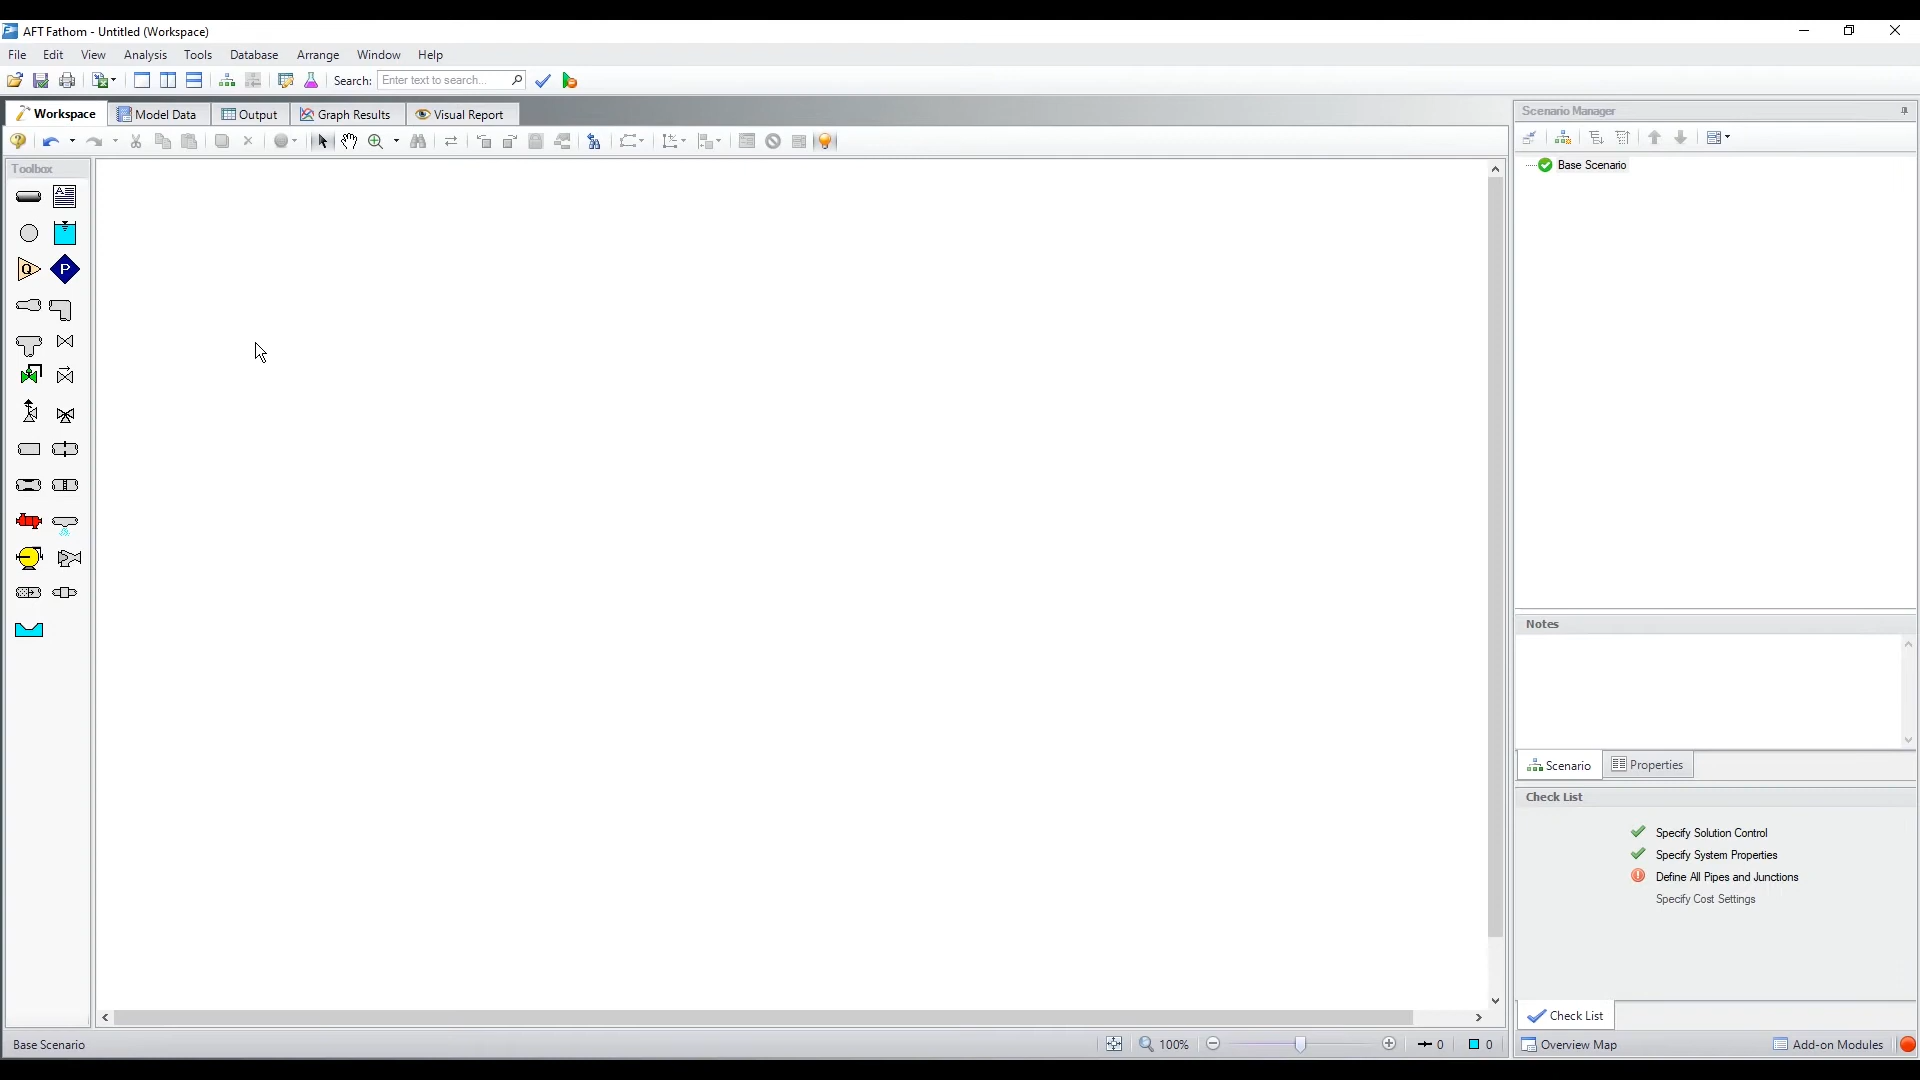 AFT Fathom - Untitled (Workspace)
File Edit View Analysis Tools Database Arrange Window Help
Search: Enter text to search...
Workspace Model Data Output Graph Results Visual Report
Scenario Manager
Toolbox
Base Scenario
A
Q P
Notes
Scenario Properties
Check List
Specify Solution Control
Specify System Properties
Define All Pipes and Junctions
Specify Cost Settings
Check List
Base Scenario 100% 0 0 Overview Map Add-on Modules